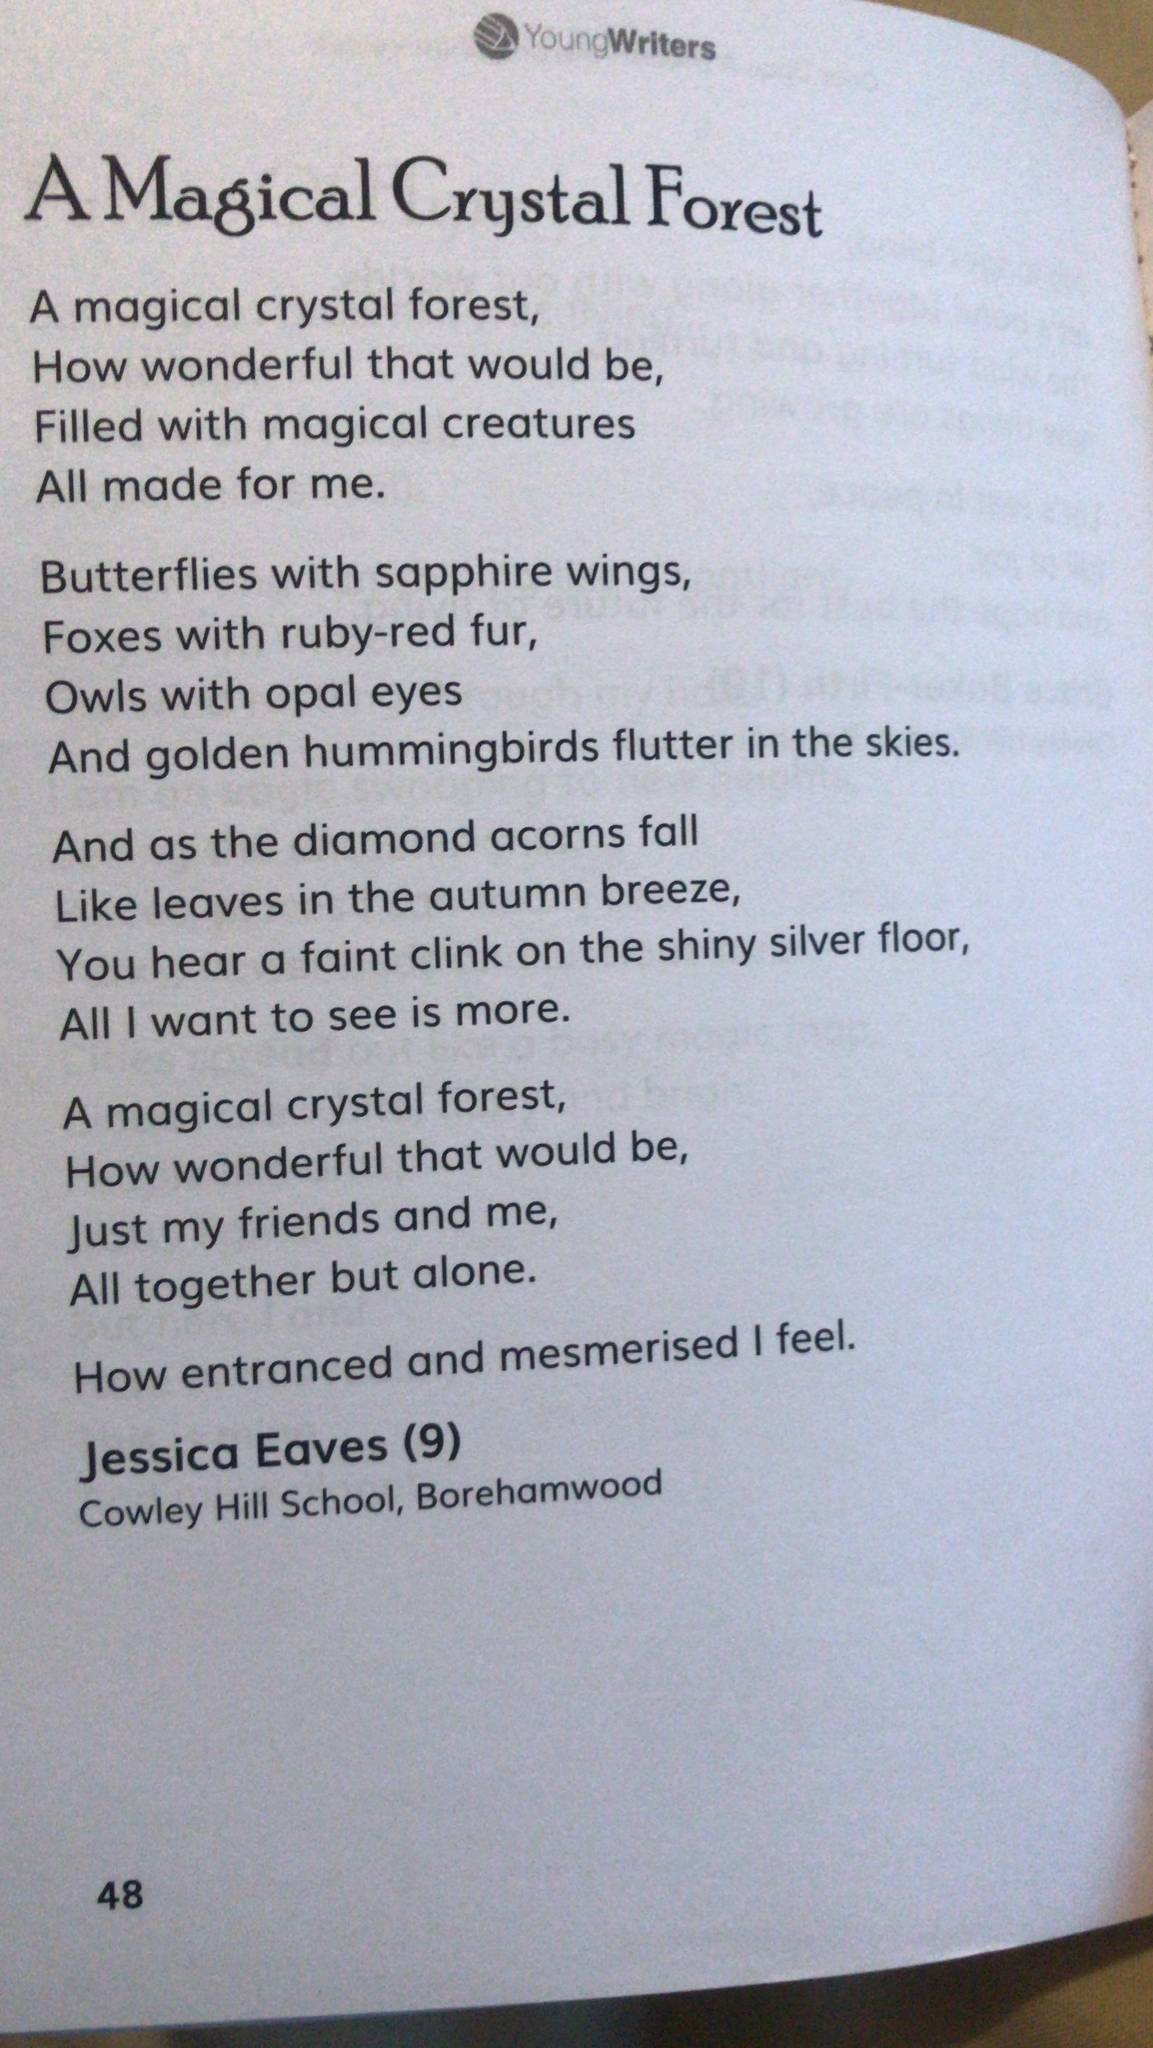 YoungWriters
A Magical Crystal Forest
A magical crystal forest,
How wonderful that would be,
Filled with magical creatures
All made for me.
Butterflies with sapphire wings,
Foxes with ruby-red fur,
Owls with opal eyes
And golden hummingbirds flutter in the skies.
And as the diamond acorns fall
Like leaves in the autumn breeze,
You hear a faint clink on the shiny silver floor,
All I want to see is more.
A magical crystal forest,
How wonderful that would be,
Just my friends and me,
All together but alone.
How entranced and mesmerised I feel.
Jessica Eaves (9)
Cowley Hill School, Borehamwood
48